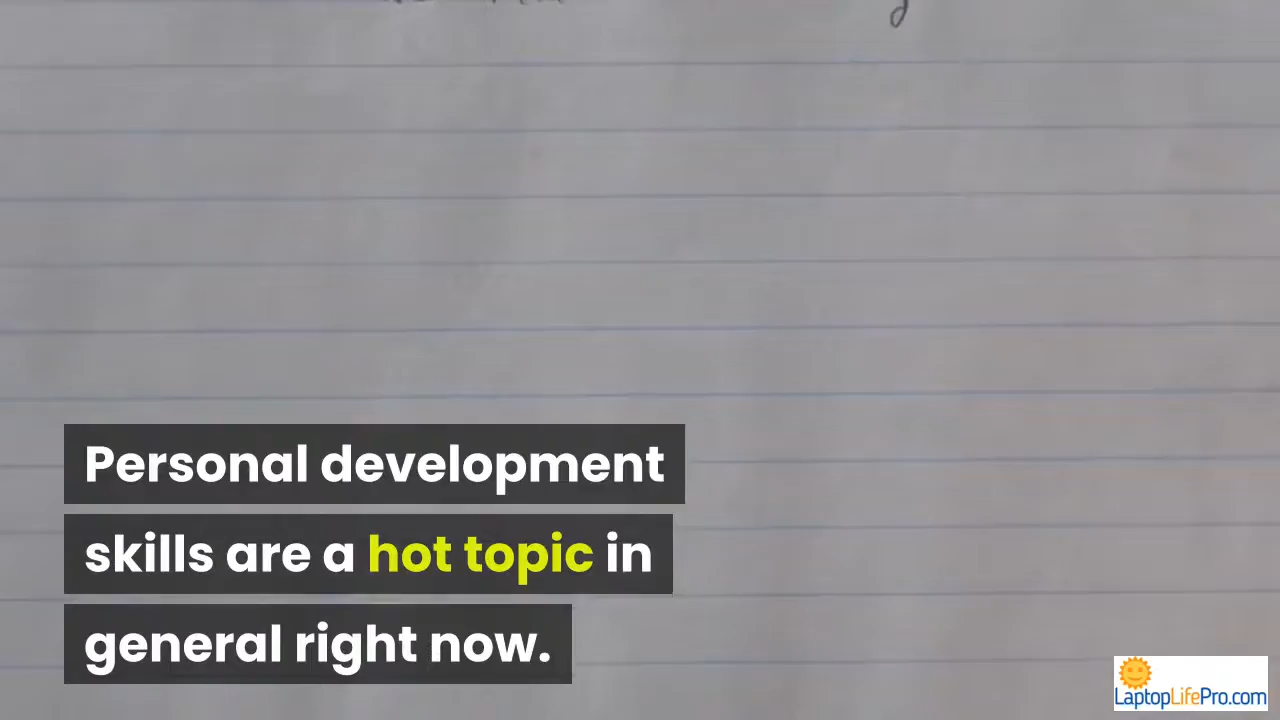 Personal development
skills are a hot topic in
general right now.
LaptopLifePro.com